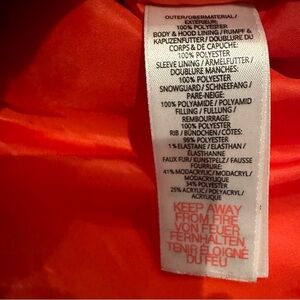 OUTER/OBERMATERIAL/
EXTÉRIEUR:
100% POLYESTER
BODY & HOOD LINING / RUMPF &
KAPUZENFUTTER / DOUBLURE DU
CORPS & DE CAPUCHE:
100% POLYESTER
SLEEVE LINING / ÄRMELFUTTER /
DOUBLURE MANCHES:
100% POLYESTER
SNOWGUARD / SCHNEEFANG /
PARE-NEIGE:
100% POLYAMIDE / POLYAMID
FILLING / FÜLLUNG /
REMBOURRAGE:
100% POLYESTER
RIB / BÜNDCHEN / CÔTES:
99% POLYESTER
1% ELASTANE / ELASTHAN /
ÉLASTHANNE
FAUX FUR / KUNSTPELZ / FAUSSE
FOURRURE:
41% MODACRYLIC / MODACRYL /
MODACRYLIQUE
34% POLYESTER
25% ACRYLIC / POLYACRYL /
ACRYLIQUE
KEEP AWAY
FROM FIRE
VON FEUER
FERNHALTEN
TENIR ÉLOIGNÉ
DU FEU